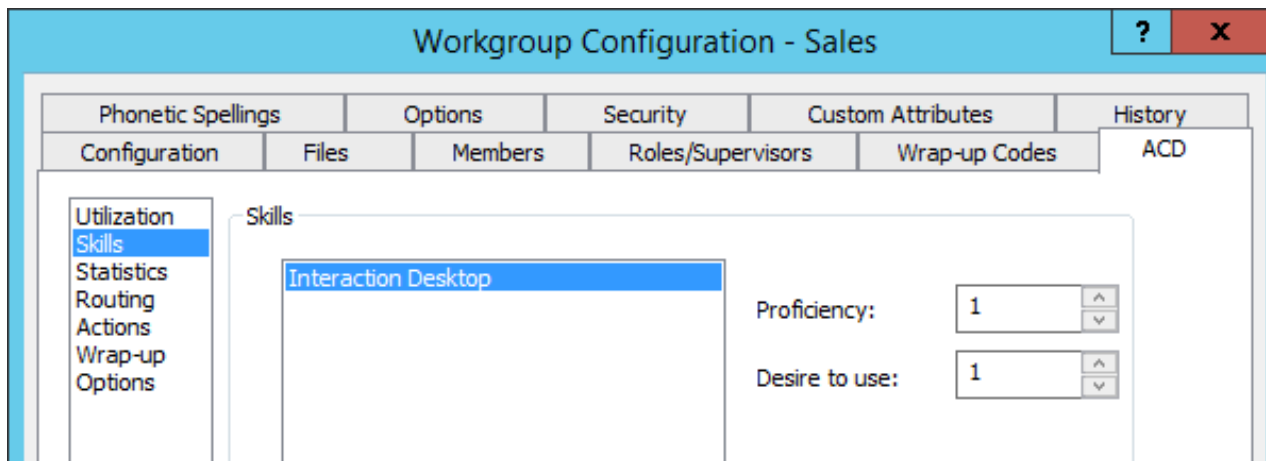 Workgroup Configuration - Sales
? x
Phonetic Spellings Options Security Custom Attributes History
Configuration Files Members Roles/Supervisors Wrap-up Codes ACD
Utilization
Skills
Statistics
Routing
Actions
Wrap-up
Options
Skills
Interaction Desktop
Proficiency: 1
Desire to use: 1